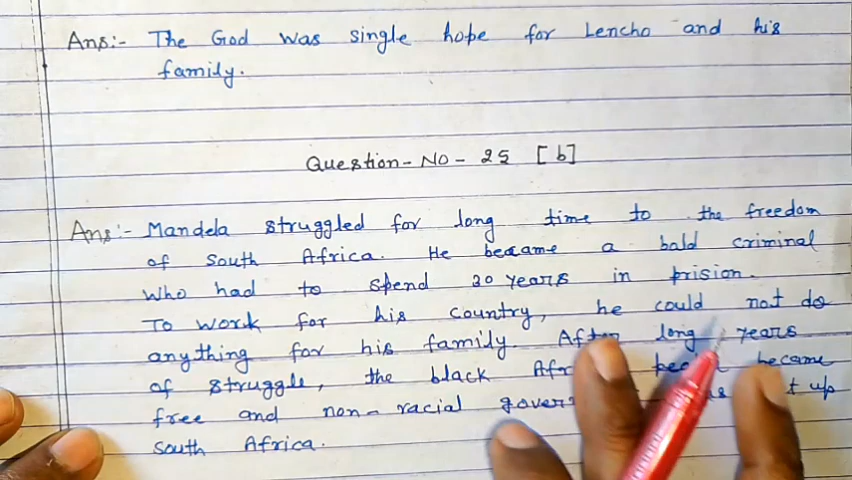 Ans:- The God was single hope for Lencho and his
family.
Question-NO- 25 [b]
Ans:- Mandela struggled for long time to the freedom
of South Africa. He became a bald criminal
who had to spend 30 years in prision.
To work for his country, he could not do
anything for his family. After long years
of struggle, the black became
free and non-racial up
South Africa.